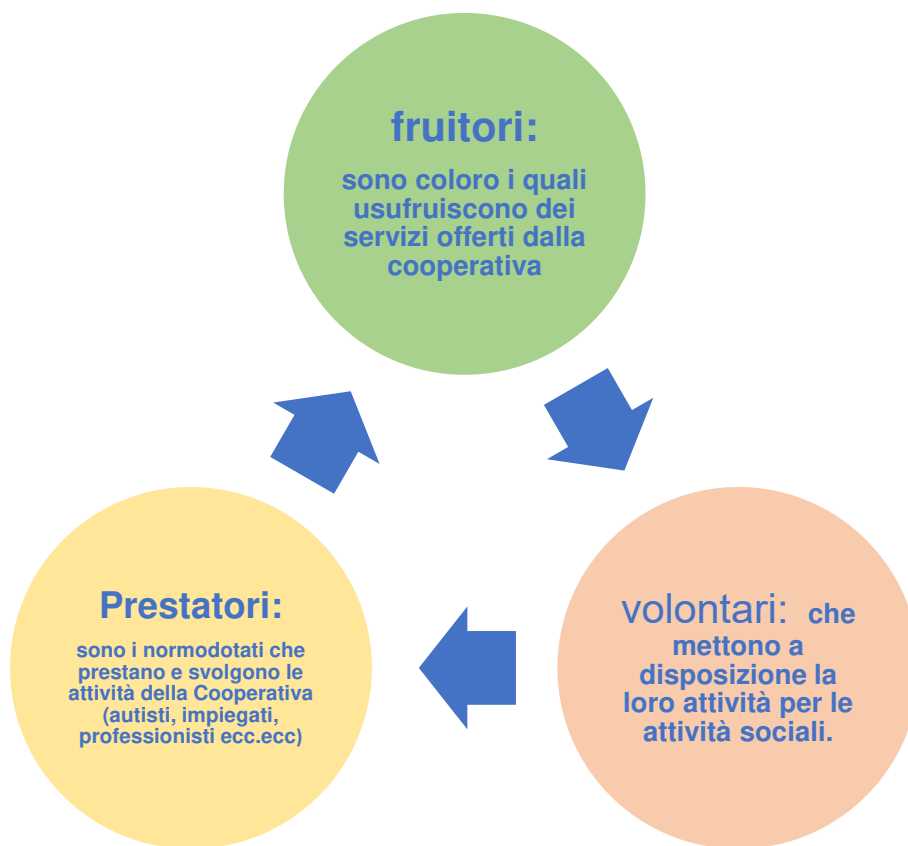 fruitori:
sono coloro i quali
usufruiscono dei
servizi offerti dalla
cooperativa
volontari: che
mettono a
disposizione la
loro attività per le
attività sociali.
Prestatori:
sono i normodotati che
prestano e svolgono le
attività della Cooperativa
(autisti, impiegati,
professionisti ecc.ecc)